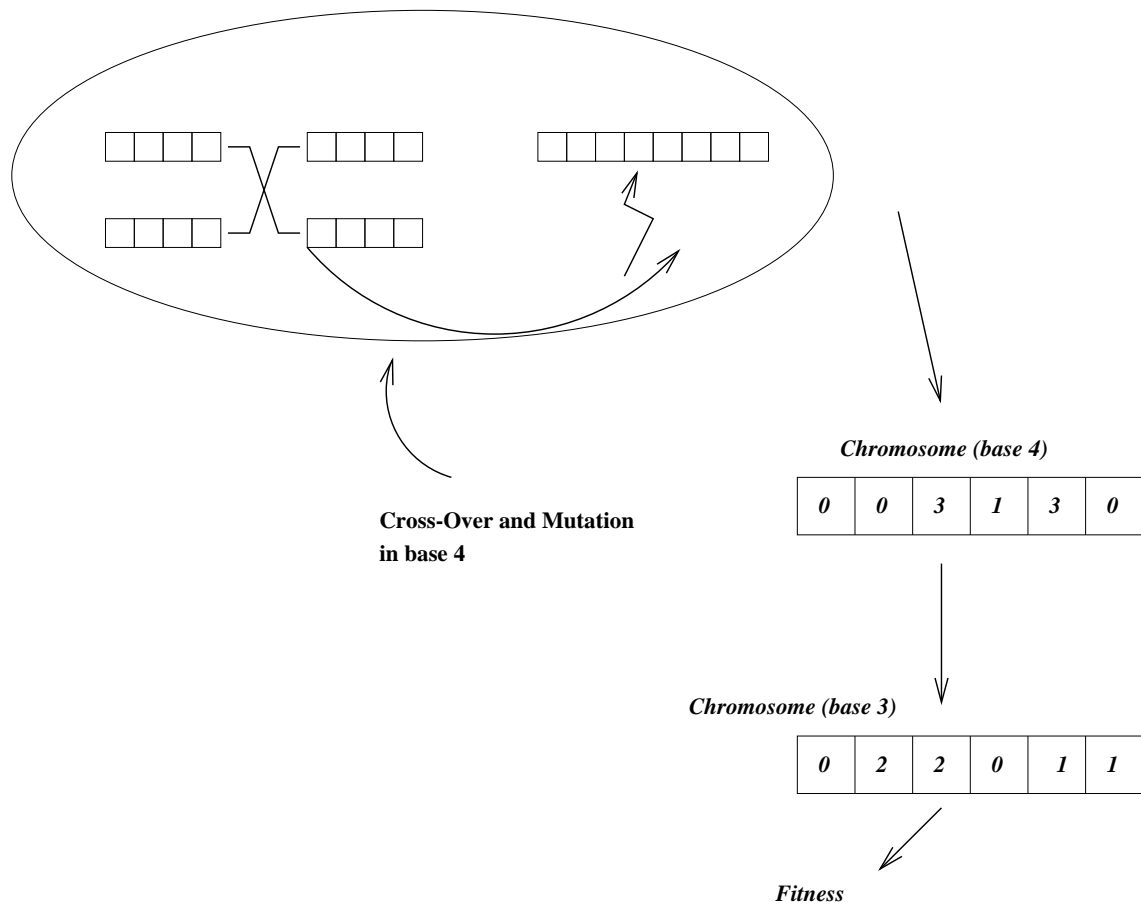 Cross-Over and Mutation
in base 4
Chromosome (base 4)
0 0 3 1 3 0
Chromosome (base 3)
0 2 2 0 1 1
Fitness